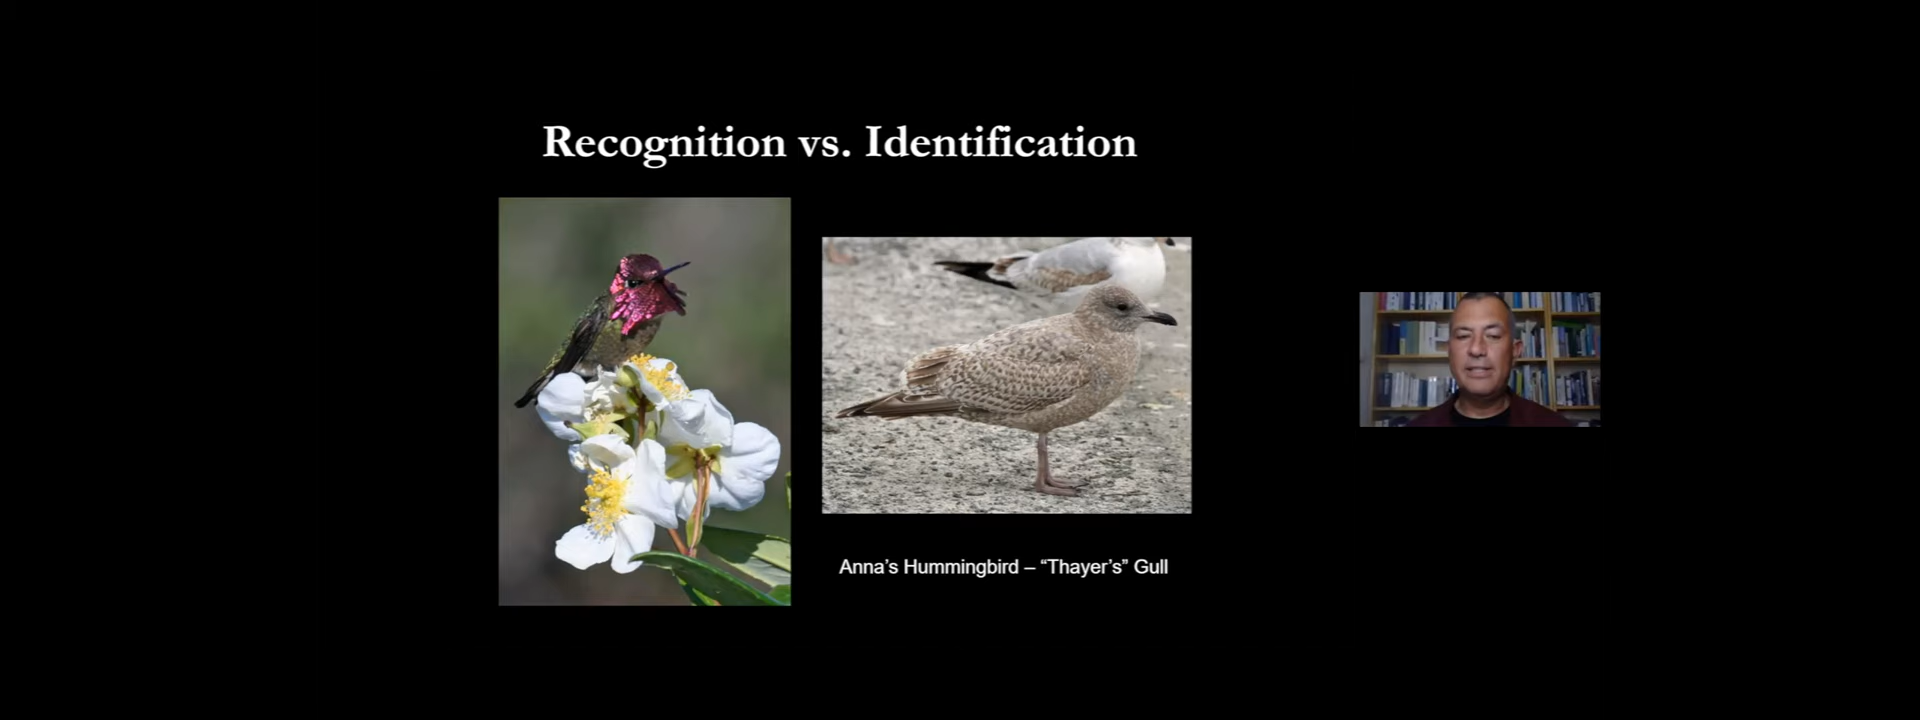 Recognition vs. Identification
Anna’s Hummingbird – “Thayer’s” Gull